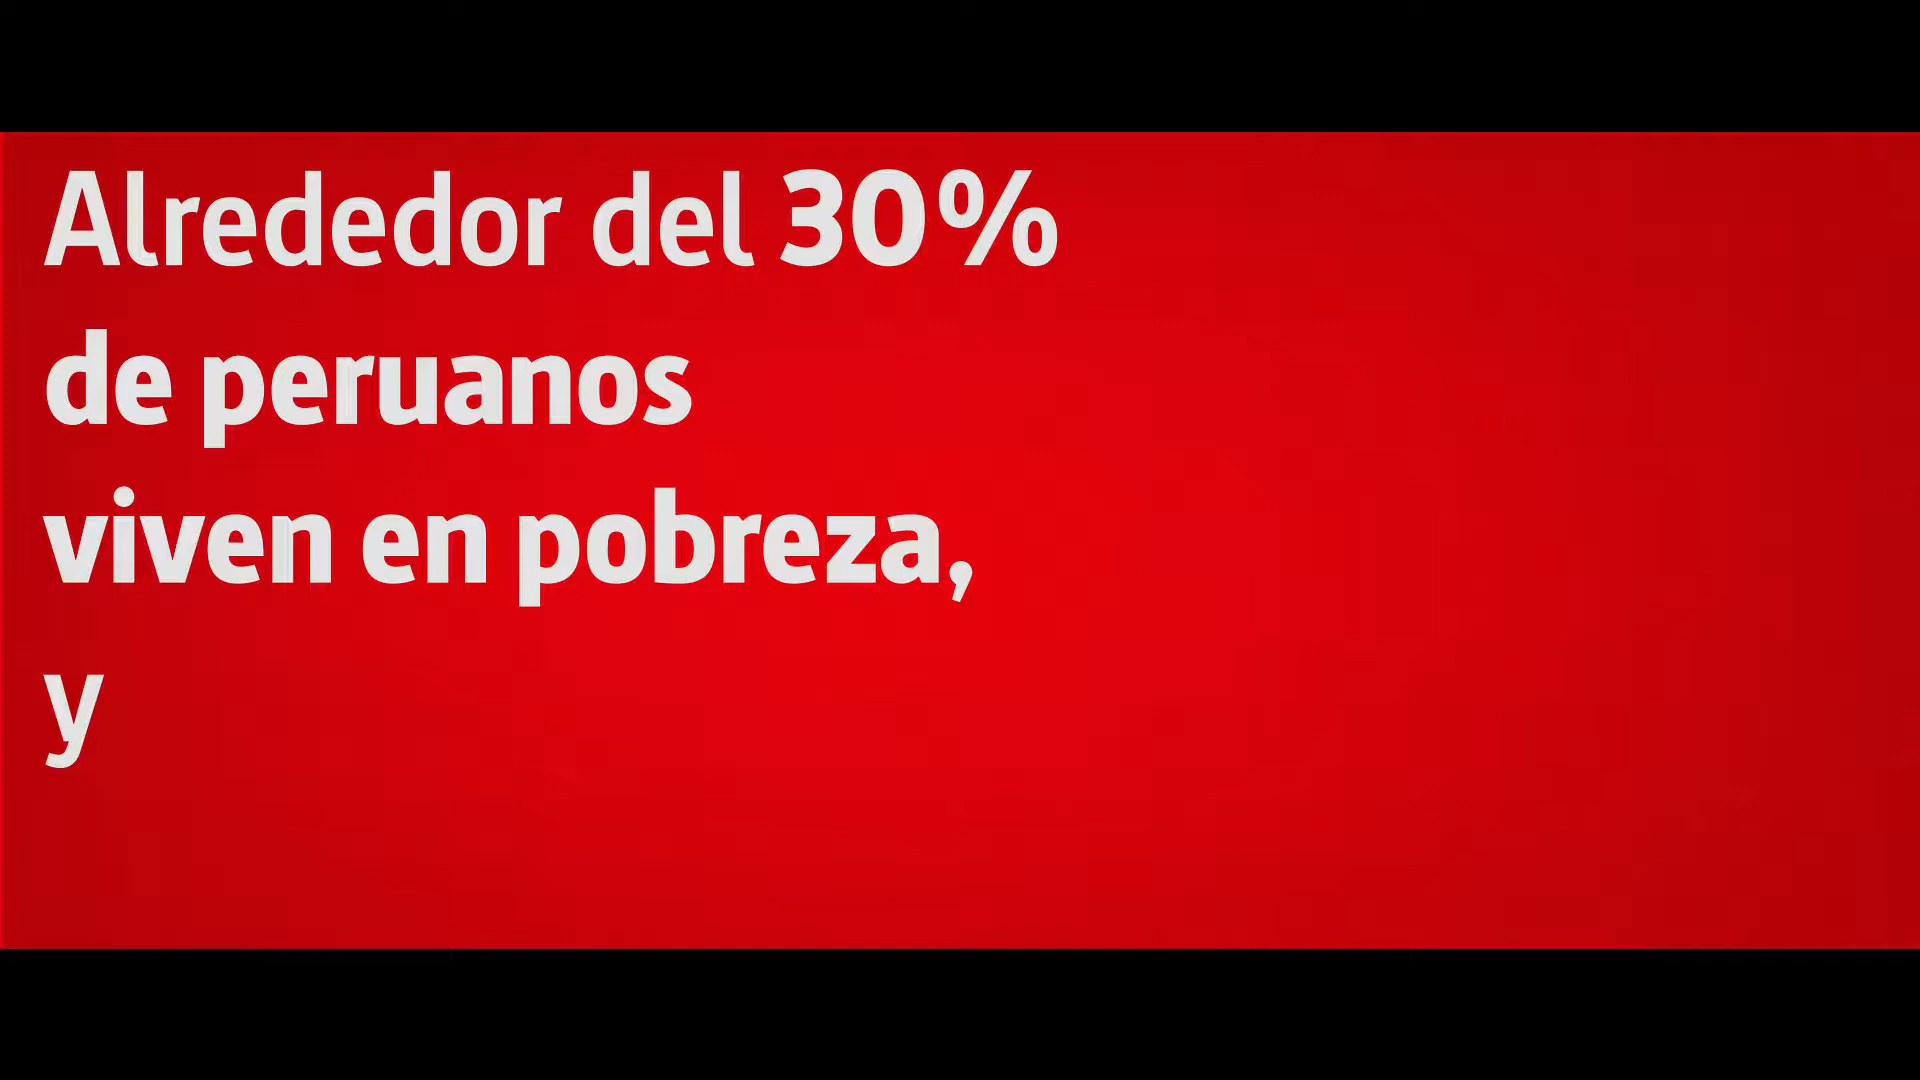 Alrededor del 30%
de peruanos
viven en pobreza,
y